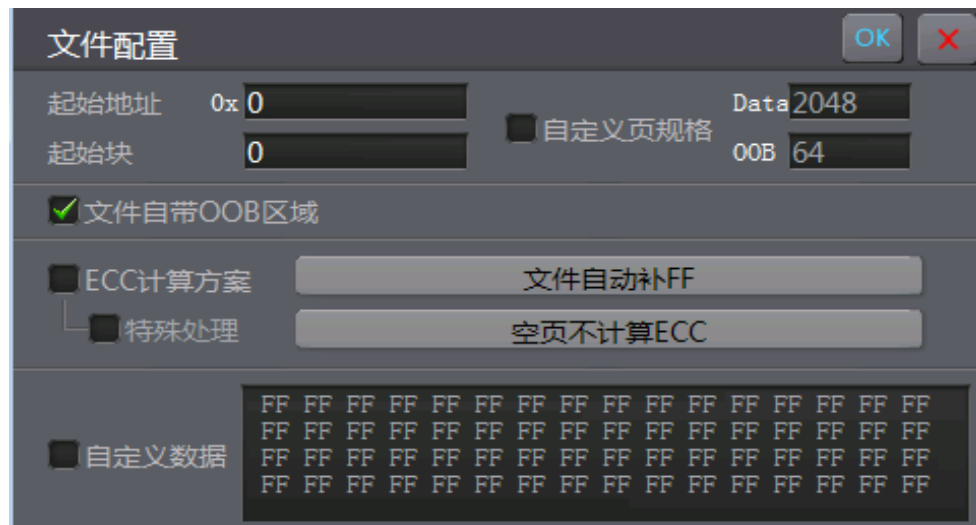 文件配置 OK
起始地址 0x 0
起始块 0
自定义页规格
Data 2048
OOB 64
文件自带OOB区域
ECC计算方案 文件自动补FF
特殊处理 空页不计算ECC
自定义数据
FF FF FF FF FF FF FF FF FF FF FF FF FF FF FF FF
FF FF FF FF FF FF FF FF FF FF FF FF FF FF FF FF
FF FF FF FF FF FF FF FF FF FF FF FF FF FF FF FF
FF FF FF FF FF FF FF FF FF FF FF FF FF FF FF FF